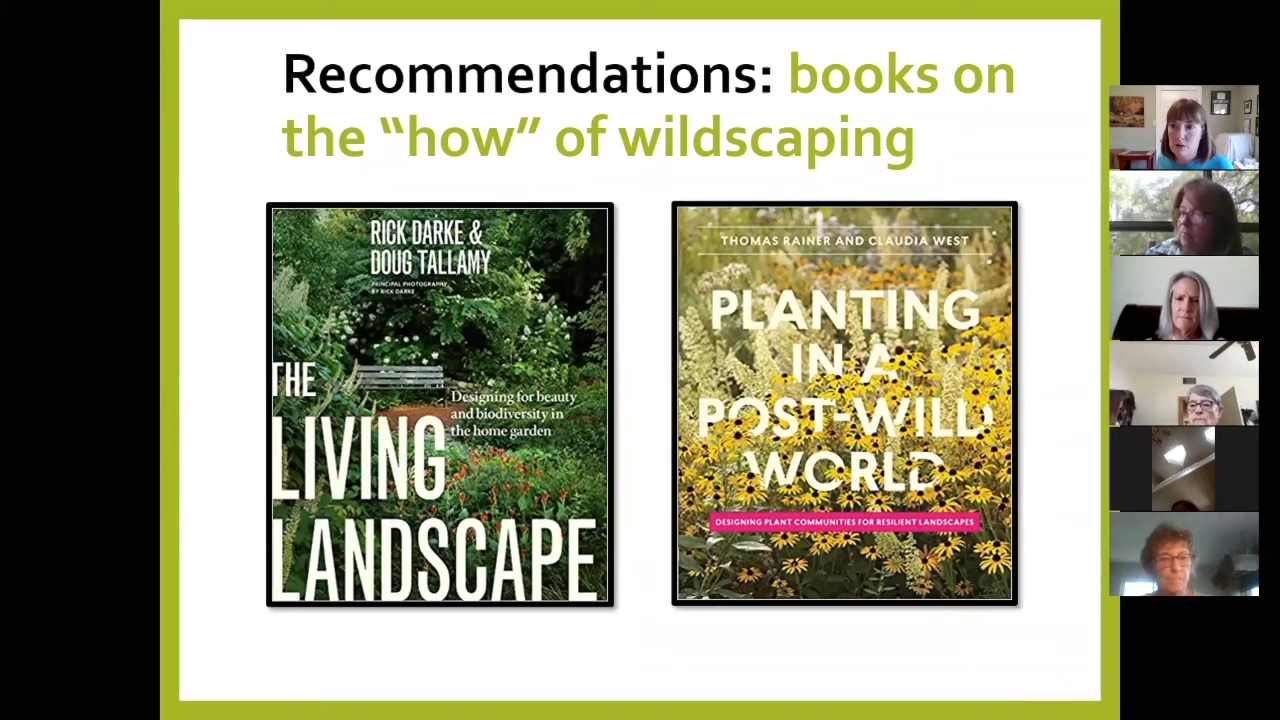 Recommendations: books on
the “how” of wildscaping
RICK DARKE &
DOUG TALLAMY
PRINCIPAL PHOTOGRAPHY
BY RICK DARKE
THE
LIVING
LANDSCAPE
Designing for beauty
and biodiversity in
the home garden
THOMAS RAINER AND CLAUDIA WEST
PLANTING
IN A
POST-WILD
WORLD
DESIGNING PLANT COMMUNITIES FOR RESILIENT LANDSCAPES